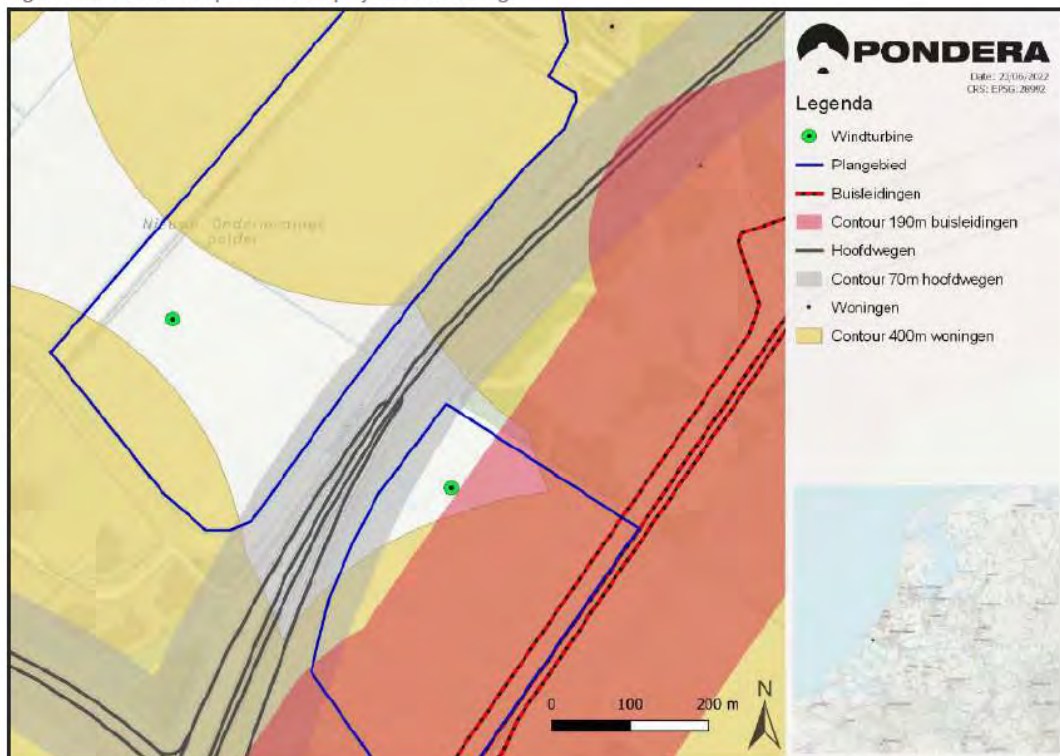 PONDERA
Date: 23/06/2022
CRS: EPSG:28992
Legenda
Windturbine
Plangebied
Buisleidingen
Contour 190m buisleidingen
Hoofdwegen
Contour 70m hoofdwegen
Woningen
Contour 400m woningen
polder
0 100 200 m
N